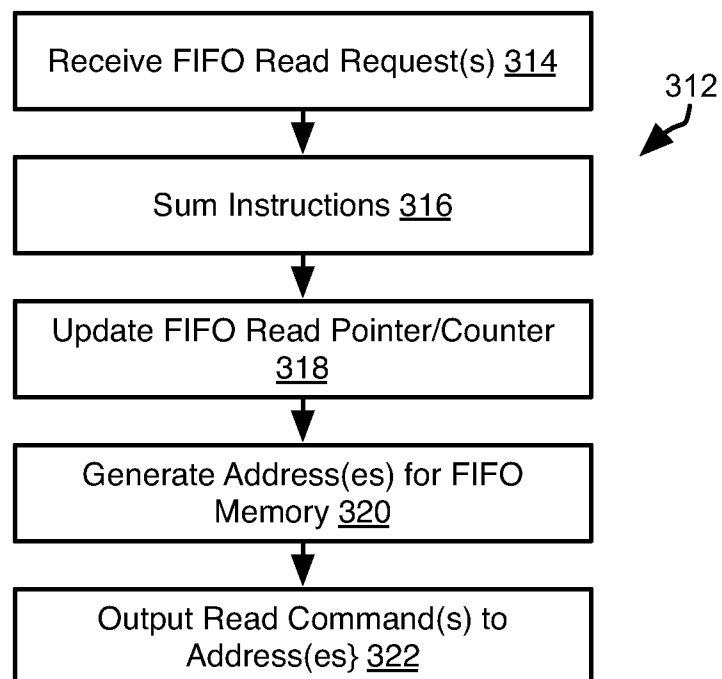 Receive FIFO Read Request(s) 314
312
Sum Instructions 316
Update FIFO Read Pointer/Counter
318
Generate Address(es) for FIFO
Memory 320
Output Read Command(s) to
Address(es} 322